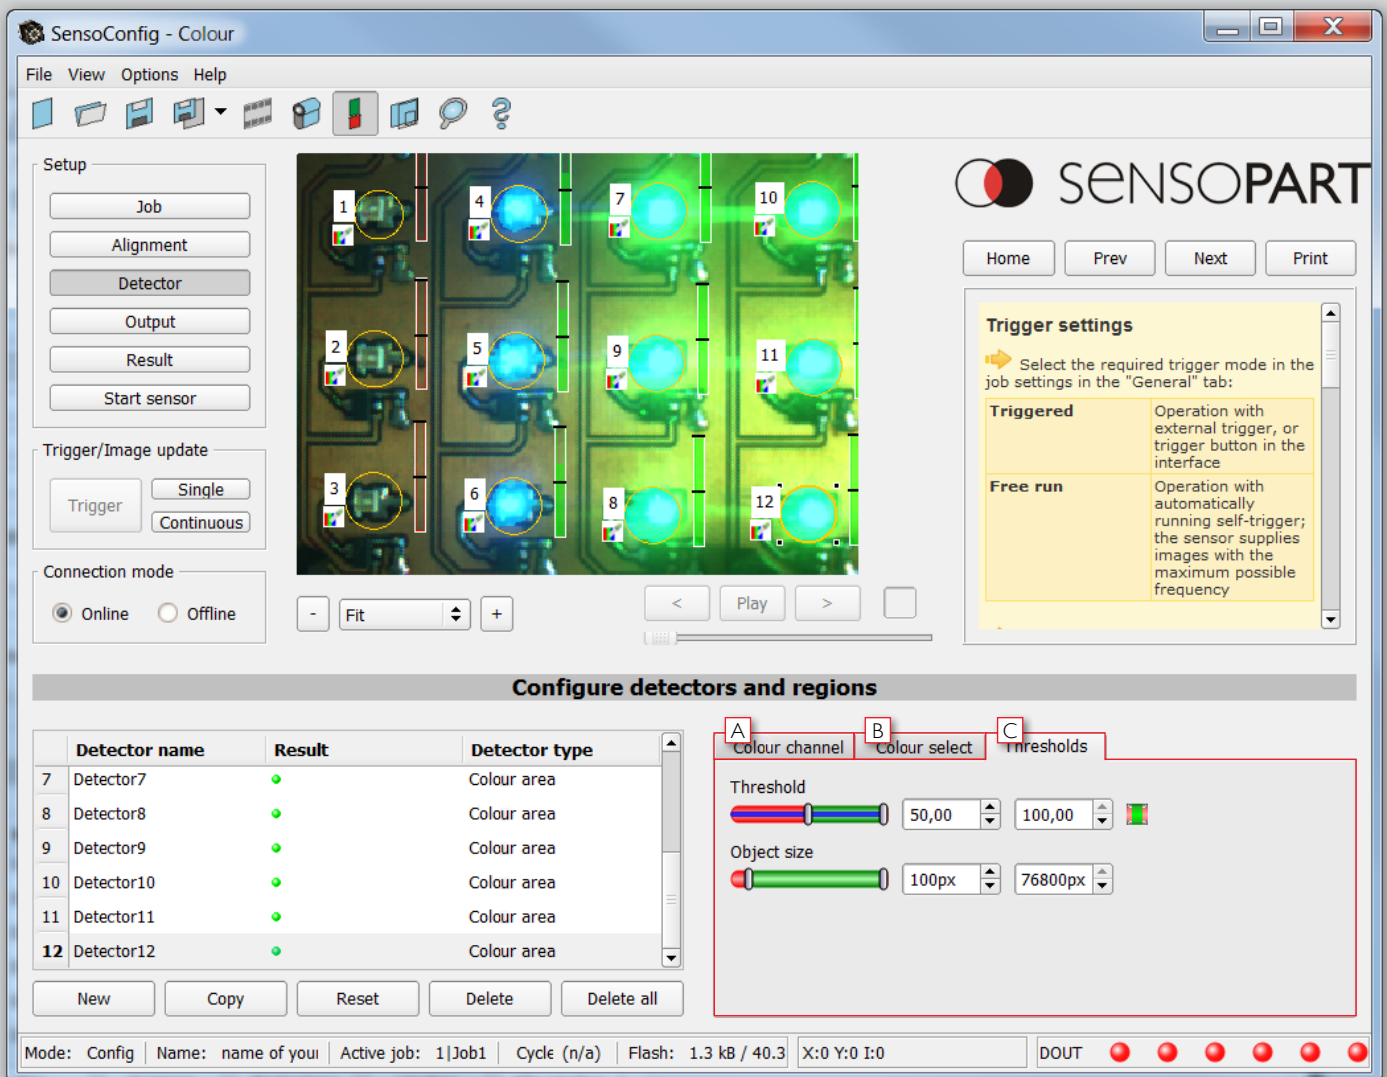 SensoConfig - Colour
File View Options Help
Setup
Job
Alignment
Detector
Output
Result
Start sensor
Trigger/Image update
Trigger
Single
Continuous
Connection mode
Online
Offline
1
2
3
4
5
6
7
9
8
10
11
12
-
Fit
+
<
Play
>
SENSOPART
Home
Prev
Next
Print
Trigger settings
Select the required trigger mode in the
job settings in the "General" tab:
Triggered
Operation with
external trigger, or
trigger button in the
interface
Free run
Operation with
automatically
running self-trigger;
the sensor supplies
images with the
maximum possible
frequency
Configure detectors and regions
Detector name Result Detector type
7 Detector7 Colour area
8 Detector8 Colour area
9 Detector9 Colour area
10 Detector10 Colour area
11 Detector11 Colour area
12 Detector12 Colour area
New
Copy
Reset
Delete
Delete all
A
Colour channel
B
Colour select
C
Thresholds
Threshold
50,00
100,00
Object size
100px
76800px
Mode: Config
Name: name of your
Active job: 1|Job1
Cycle (n/a)
Flash: 1.3 kB / 40.3
X:0 Y:0 I:0
DOUT